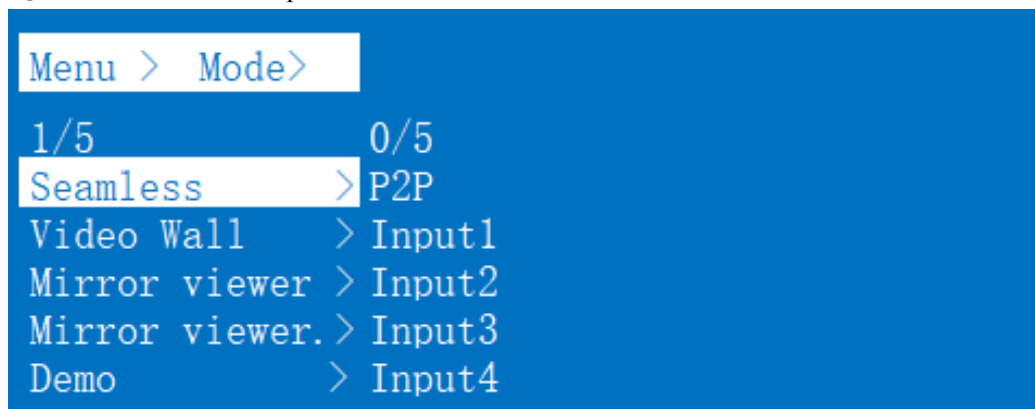 Menu > Mode>
1/5 0/5
Seamless > P2P
Video Wall > Input1
Mirror viewer > Input2
Mirror viewer. > Input3
Demo > Input4